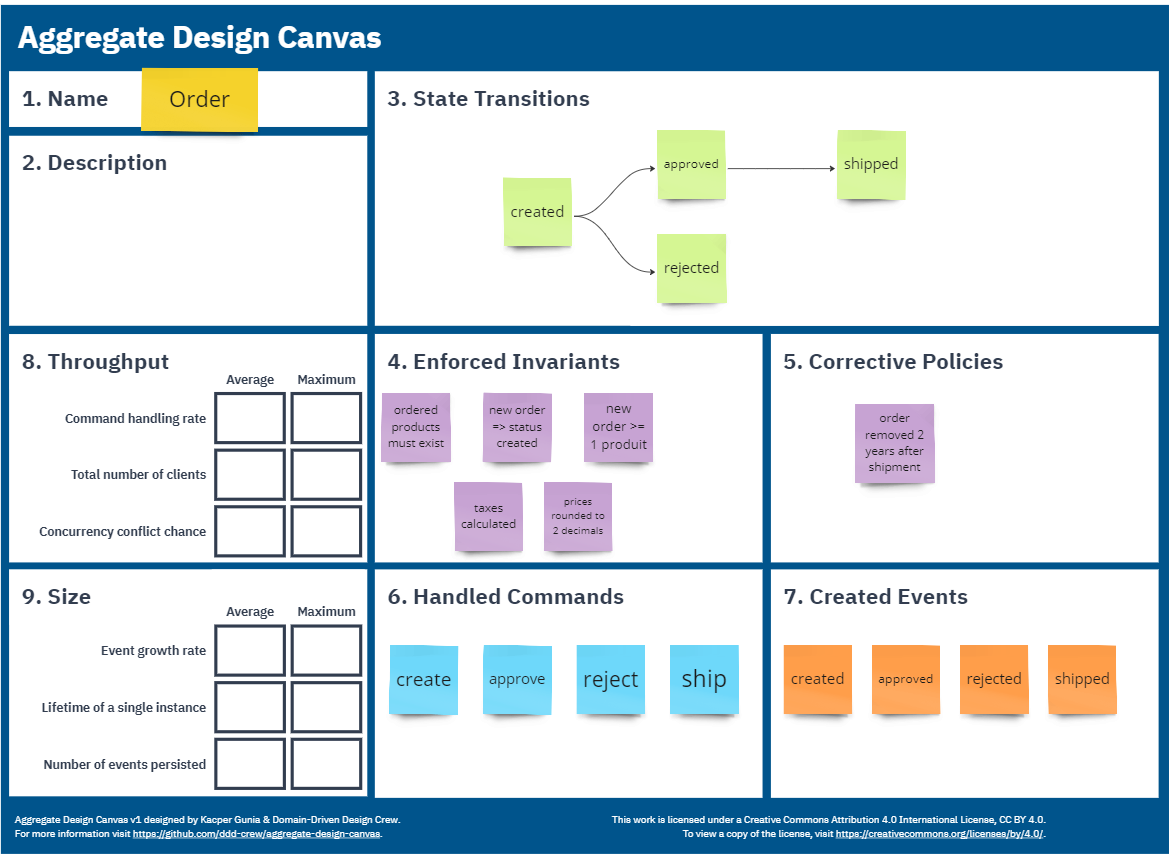 Aggregate Design Canvas
1. Name
Order
2. Description
3. State Transitions
created
approved
shipped
rejected
8. Throughput
Average
Maximum
Command handling rate
Total number of clients
Concurrency conflict chance
4. Enforced Invariants
ordered
products
must exist
new order
=> status
created
new
order >=
1 produit
taxes
calculated
prices
rounded to
2 decimals
5. Corrective Policies
order
removed 2
years after
shipment
9. Size
Average
Maximum
Event growth rate
Lifetime of a single instance
Number of events persisted
6. Handled Commands
create
approve
reject
ship
7. Created Events
created
approved
rejected
shipped
Aggregate Design Canvas v1 designed by Kacper Gunia & Domain-Driven Design Crew.
For more information visit https://github.com/ddd-crew/aggregate-design-canvas.
This work is licensed under a Creative Commons Attribution 4.0 International License, CC BY 4.0.
To view a copy of the license, visit https://creativecommons.org/licenses/by/4.0/.